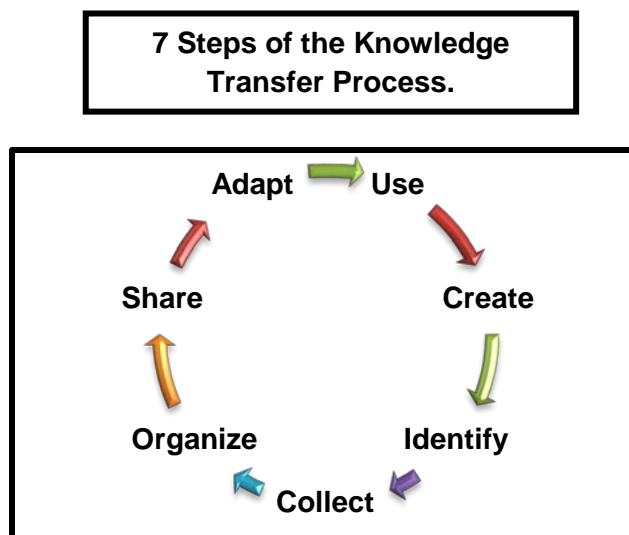 7 Steps of the Knowledge
Transfer Process.
Adapt
Use
Share
Create
Organize
Identify
Collect